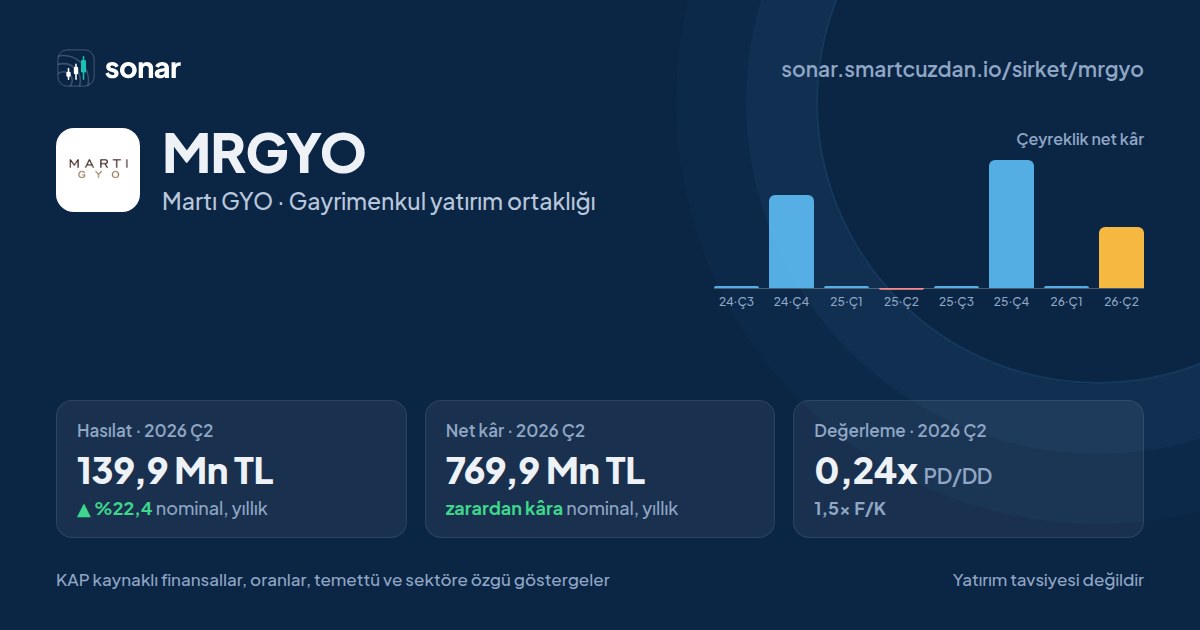 sonar
sonar.smartcuzdan.io/sirket/mrgyo
MARTI
GYO
MRGYO
Martı GYO · Gayrimenkul yatırım ortaklığı
Çeyreklik net kâr
24·Ç3 24·Ç4 25·Ç1 25·Ç2 25·Ç3 25·Ç4 26·Ç1 26·Ç2
Hasılat · 2026 Ç2
139,9 Mn TL
▲ %22,4 nominal, yıllık
Net kâr · 2026 Ç2
769,9 Mn TL
zarardan kâra nominal, yıllık
Değerleme · 2026 Ç2
0,24x PD/DD
1,5× F/K
KAP kaynaklı finansallar, oranlar, temettü ve sektöre özgü göstergeler
Yatırım tavsiyesi değildir